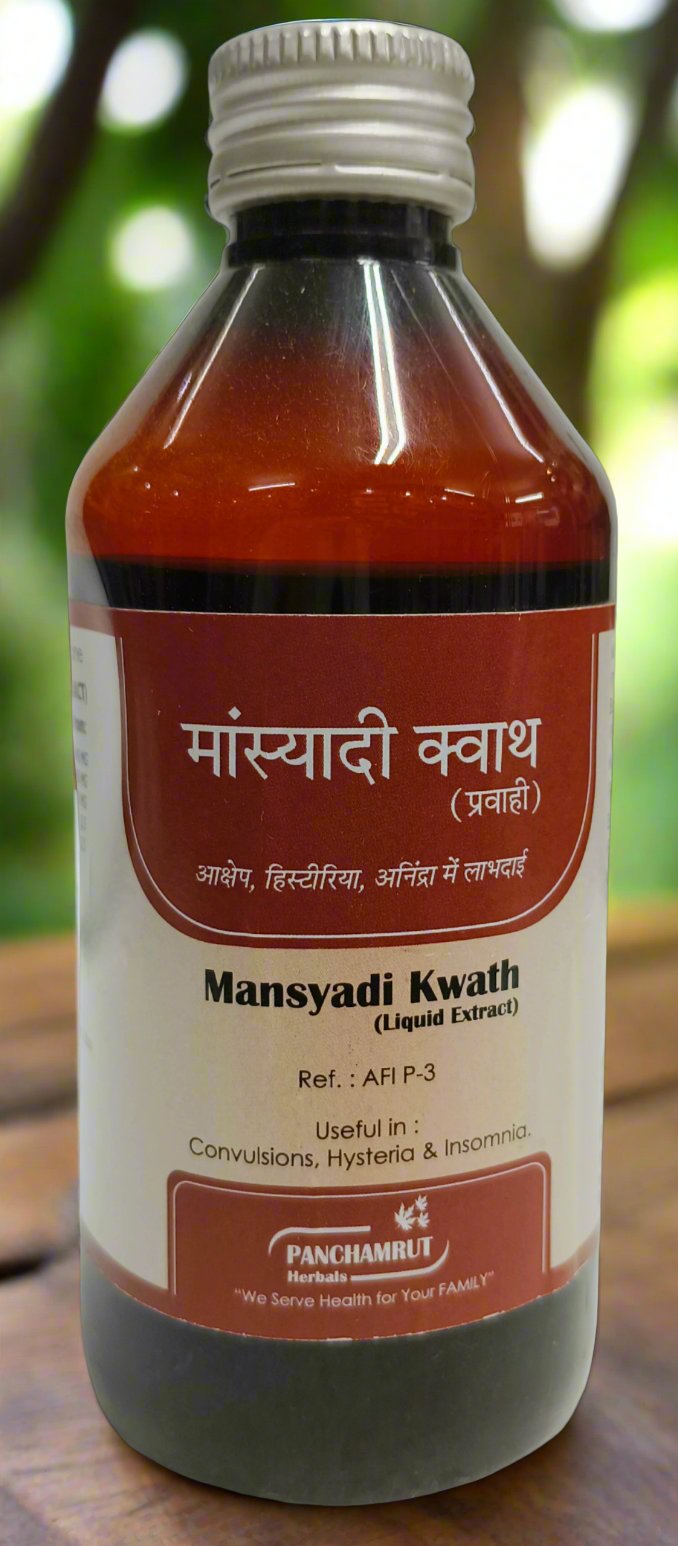 मांस्यादी क्वाथ
(प्रवाही)
आक्षेप, हिस्टीरिया, अनिंद्रा में लाभदाई
Mansyadi Kwath
(Liquid Extract)
Ref. : AFI P-3
Useful in :
Convulsions, Hysteria & Insomnia.
PANCHAMRUT
Herbals
"We Serve Health for Your FAMILY"